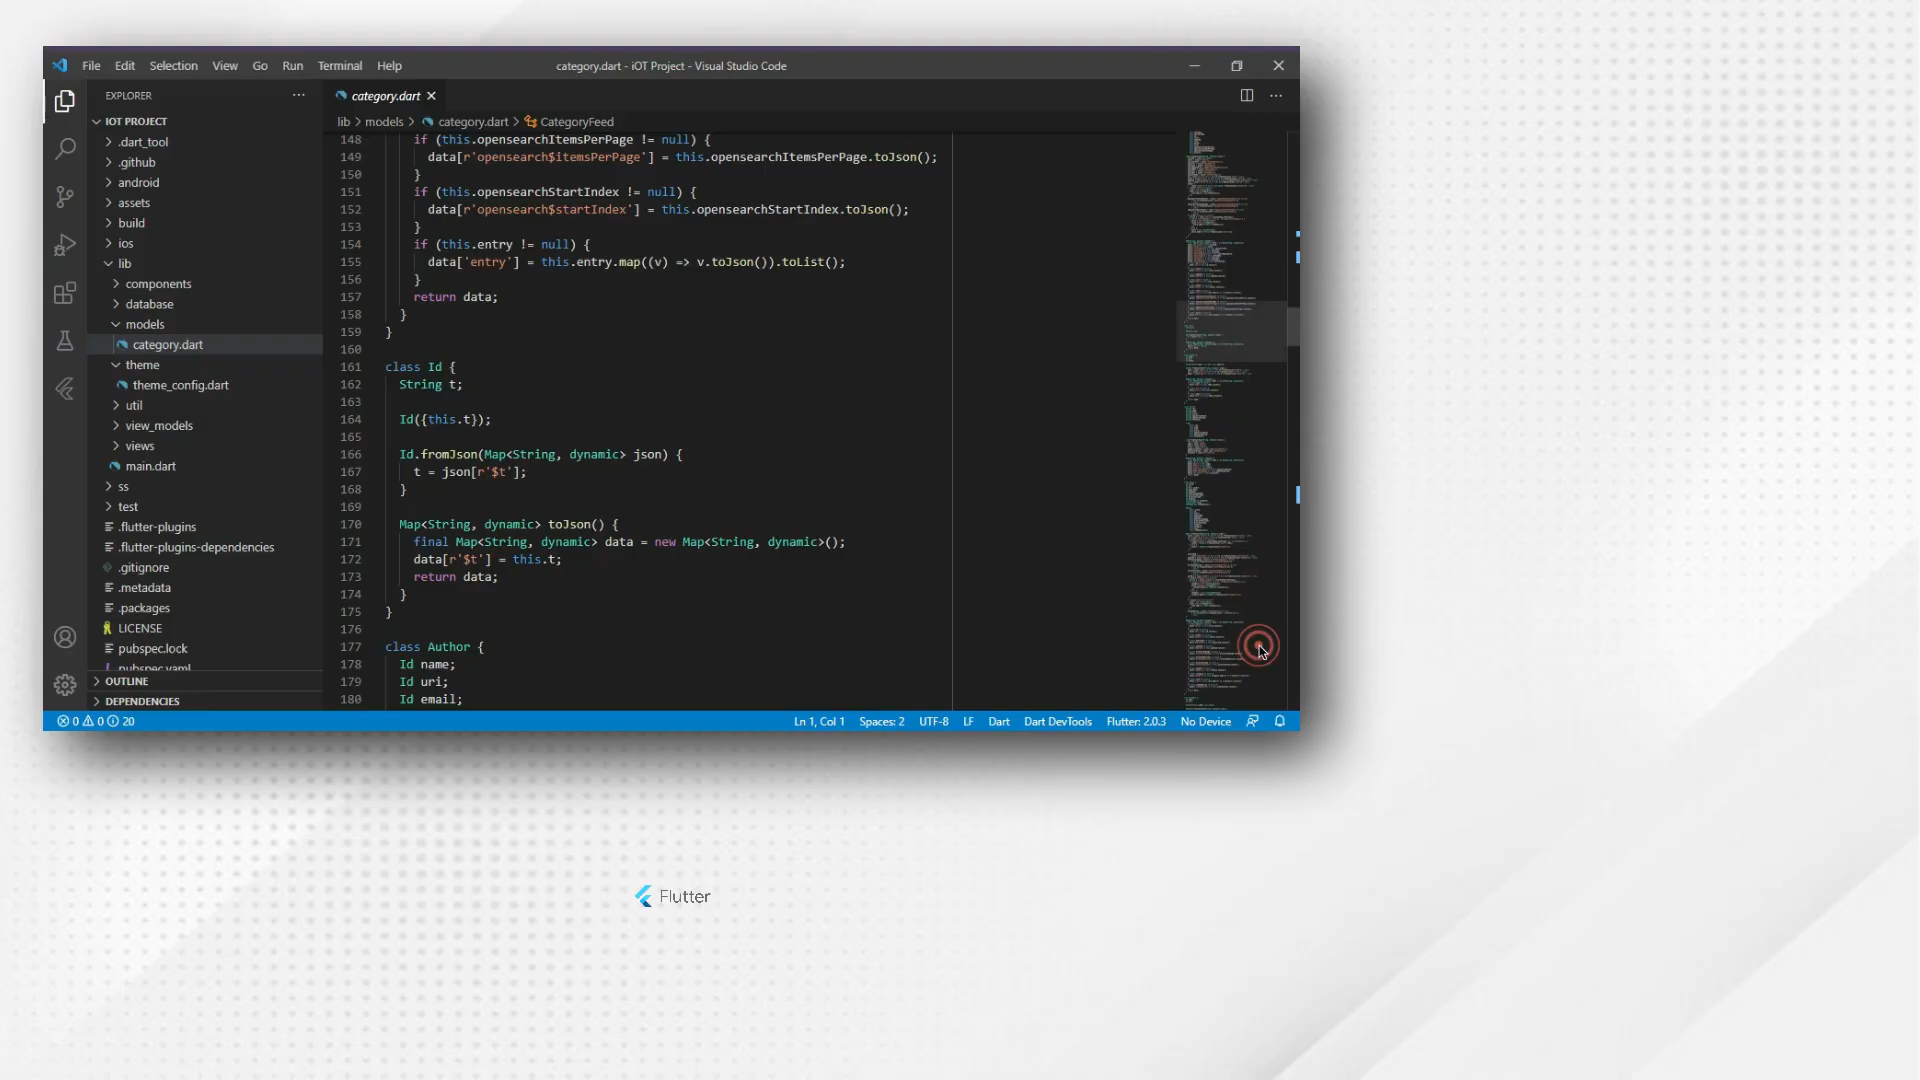 File Edit Selection View Go Run Terminal Help
category.dart - iOT Project - Visual Studio Code
EXPLORER
IOT PROJECT
.dart_tool
.github
android
assets
build
ios
lib
components
database
models
category.dart
theme
theme_config.dart
util
view_models
views
main.dart
ss
test
.flutter-plugins
.flutter-plugins-dependencies
.gitignore
.metadata
.packages
LICENSE
pubspec.lock
pubspec.yaml
OUTLINE
DEPENDENCIES
category.dart
lib > models > category.dart > CategoryFeed
148 if (this.opensearchItemsPerPage != null) {
149 data[r'opensearch$itemsPerPage'] = this.opensearchItemsPerPage.toJson();
150 }
151 if (this.opensearchStartIndex != null) {
152 data[r'opensearch$startIndex'] = this.opensearchStartIndex.toJson();
153 }
154 if (this.entry != null) {
155 data['entry'] = this.entry.map((v) => v.toJson()).toList();
156 }
157 return data;
158 }
159 }
160
161 class Id {
162 String t;
163
164 Id({this.t});
165
166 Id.fromJson(Map<String, dynamic> json) {
167 t = json[r'$t'];
168 }
169
170 Map<String, dynamic> toJson() {
171 final Map<String, dynamic> data = new Map<String, dynamic>();
172 data[r'$t'] = this.t;
173 return data;
174 }
175 }
176
177 class Author {
178 Id name;
179 Id uri;
180 Id email;
0 0 20
Ln 1, Col 1 Spaces: 2 UTF-8 LF Dart Dart DevTools Flutter: 2.0.3 No Device
Flutter